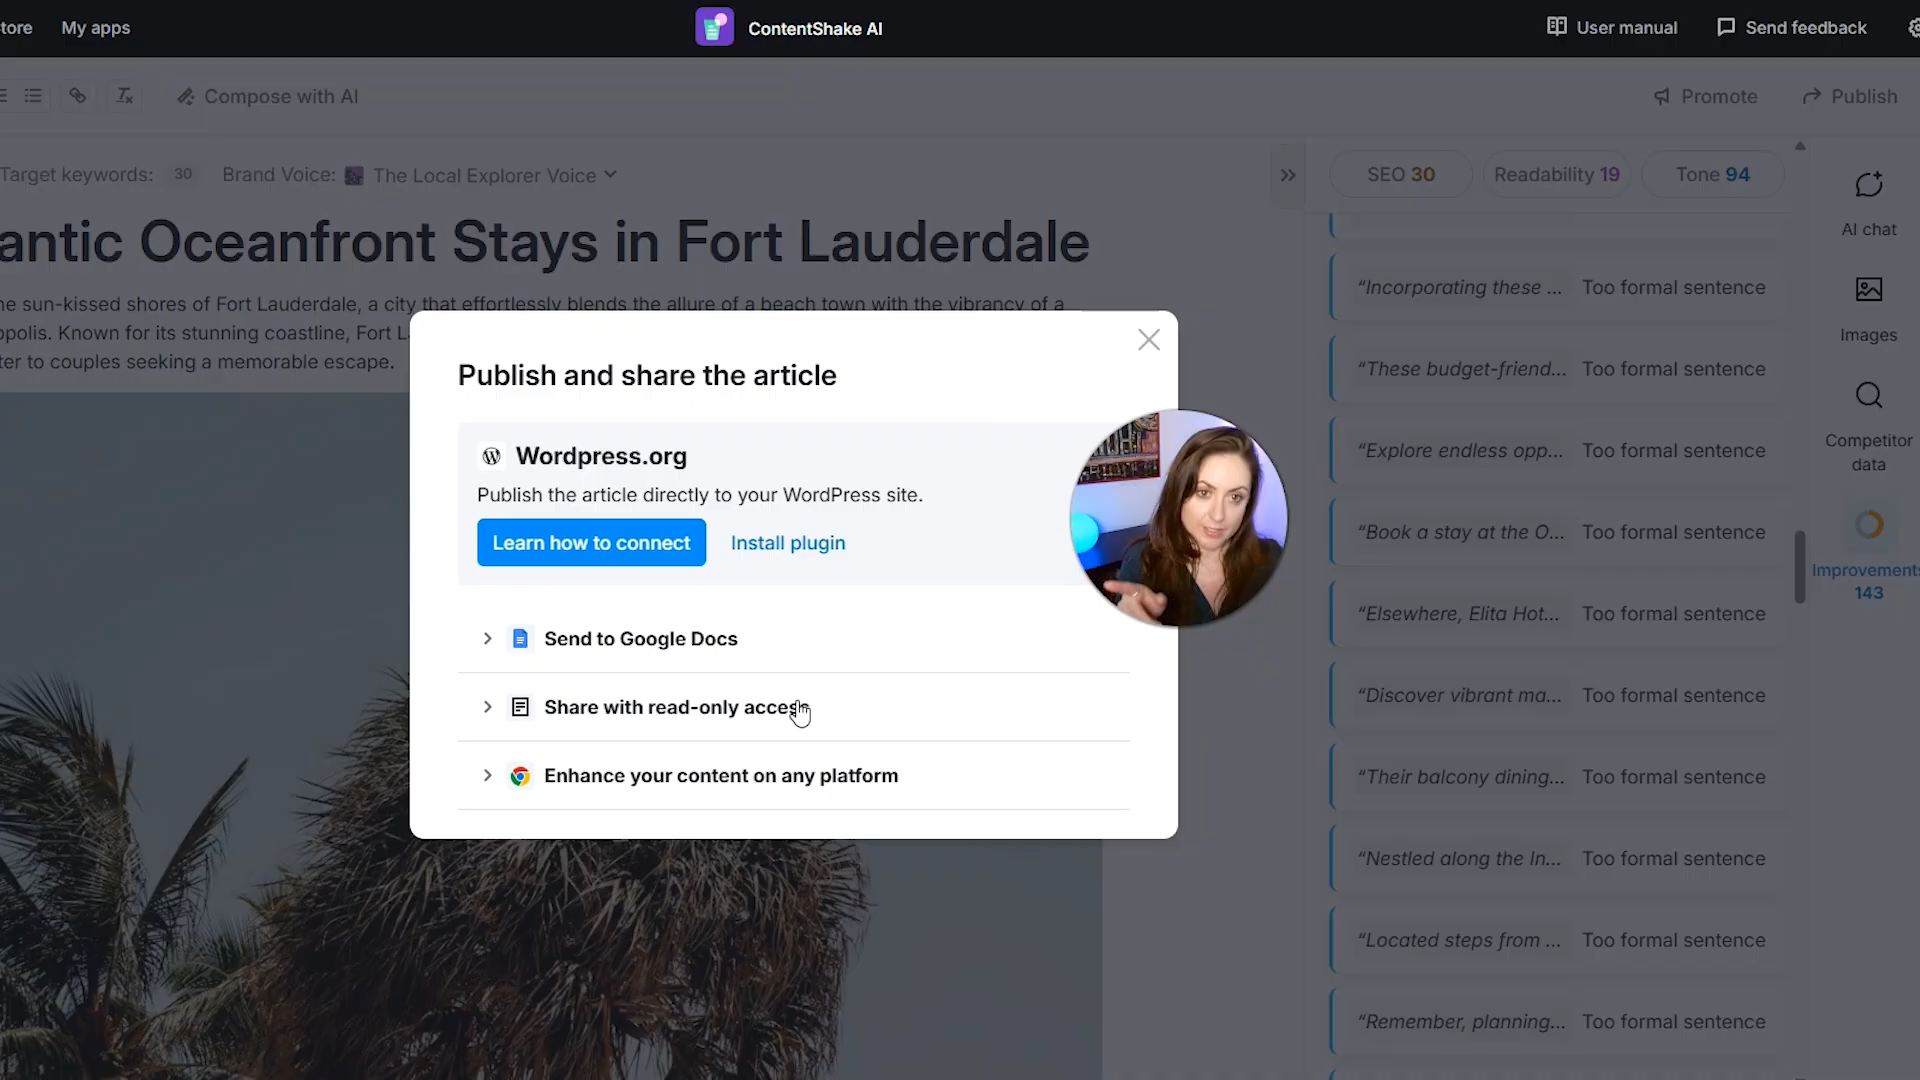 tore
My apps
ContentShake AI
User manual
Send feedback
Compose with AI
Promote
Publish
Target keywords: 30
Brand Voice: The Local Explorer Voice
SEO 30
Readability 19
Tone 94
antic Oceanfront Stays in Fort Lauderdale
ne sun-kissed shores of Fort Lauderdale, a city that effortlessly blends the allure of a beach town with the vibrancy of a
opolis. Known for its stunning coastline, Fort L
ter to couples seeking a memorable escape.
Publish and share the article
Wordpress.org
Publish the article directly to your WordPress site.
Learn how to connect
Install plugin
Send to Google Docs
Share with read-only access
Enhance your content on any platform
“Incorporating these ... Too formal sentence
“These budget-friend... Too formal sentence
“Explore endless opp... Too formal sentence
“Book a stay at the O... Too formal sentence
“Elsewhere, Elita Hot... Too formal sentence
“Discover vibrant ma... Too formal sentence
“Their balcony dining... Too formal sentence
“Nestled along the In... Too formal sentence
“Located steps from ... Too formal sentence
“Remember, planning... Too formal sentence
AI chat
Images
Competitor
data
Improvements
143